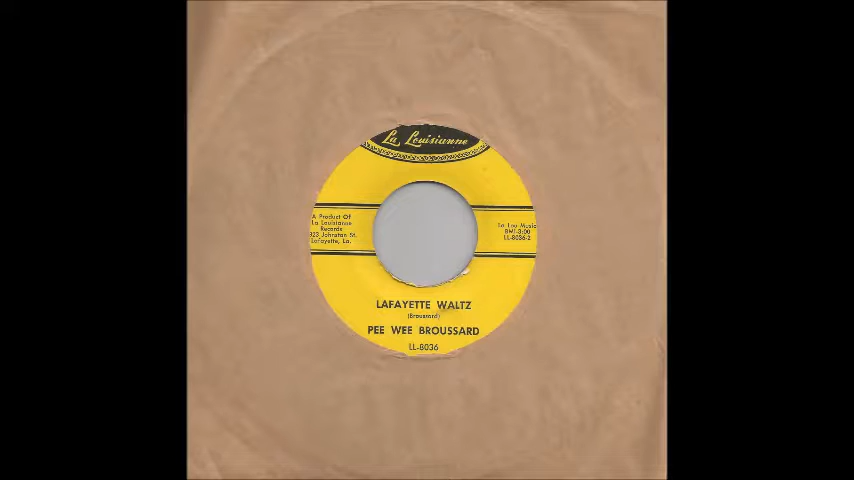 La Louisianne
A Product Of
La Louisianne
Records
323 Johnston St.
Lafayette, La.
La Lou Music
BMI-3:00
LL-8036-2
LAFAYETTE WALTZ
(Broussard)
PEE WEE BROUSSARD
LL-8036